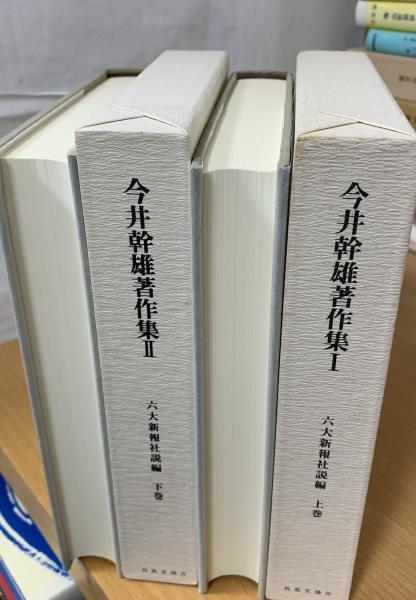 今井幹雄著作集Ⅱ
六大新報社説編 下巻
今井幹雄著作集Ⅰ
六大新報社説編 上巻